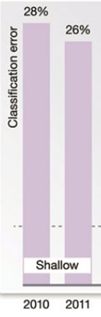 28%
26%
Classification error
Shallow
2010 2011